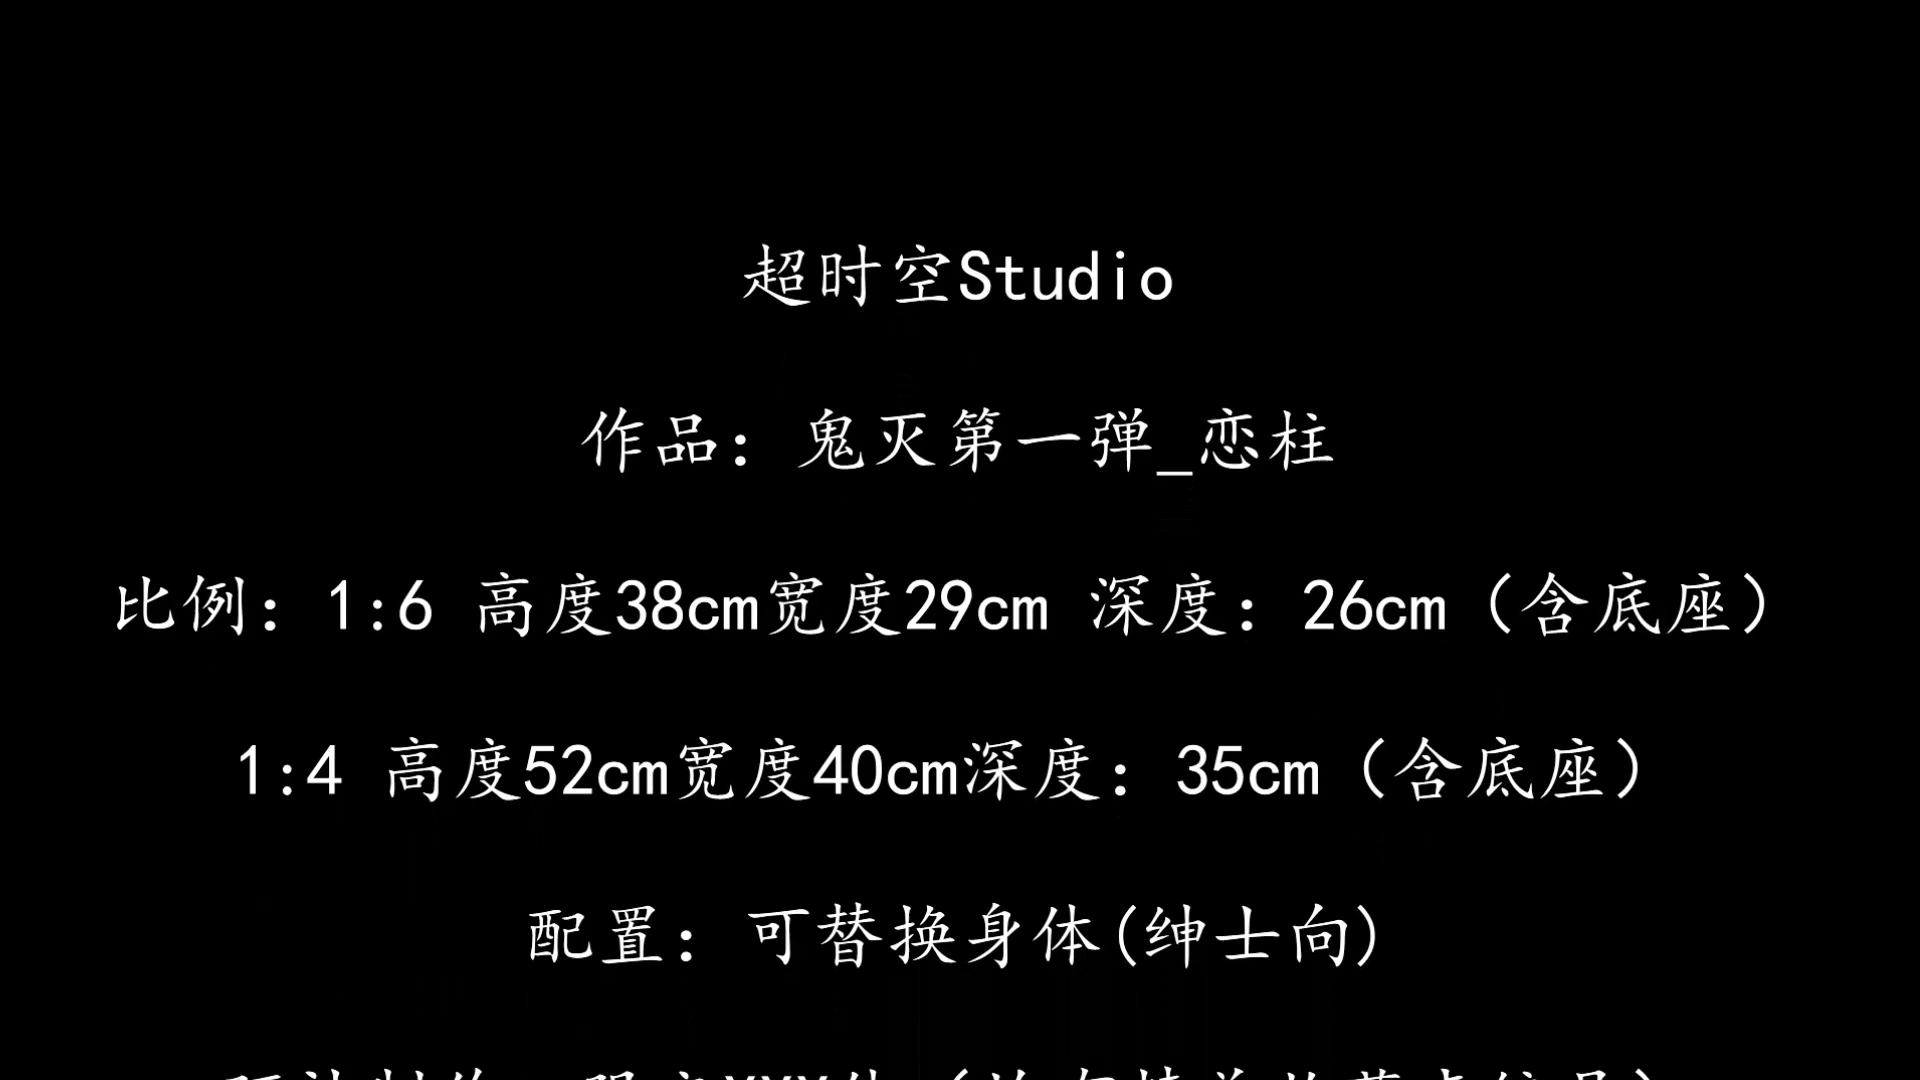 超时空Studio
作品：鬼灭第一弹_恋柱
比例：1:6 高度38cm宽度29cm 深度：26cm（含底座）
1:4 高度52cm宽度40cm深度：35cm（含底座）
配置：可替换身体(绅士向)